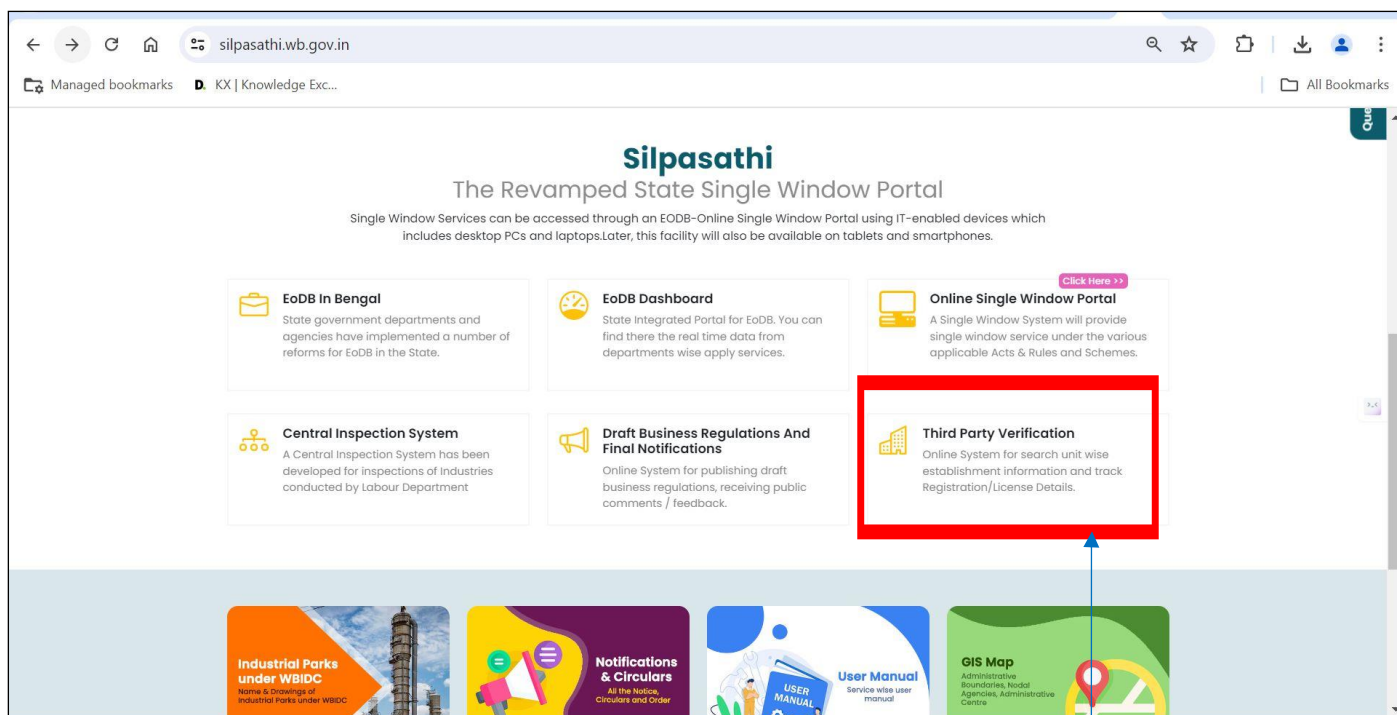 silpasathi.wb.gov.in
Managed bookmarks
D. KX | Knowledge Exc...
All Bookmarks
Que
Silpasathi
The Revamped State Single Window Portal
Single Window Services can be accessed through an EODB-Online Single Window Portal using IT-enabled devices which
includes desktop PCs and laptops.Later, this facility will also be available on tablets and smartphones.
EoDB In Bengal
State government departments and
agencies have implemented a number of
reforms for EoDB in the State.
EoDB Dashboard
State Integrated Portal for EoDB. You can
find there the real time data from
departments wise apply services.
Click Here >>
Online Single Window Portal
A Single Window System will provide
single window service under the various
applicable Acts & Rules and Schemes.
Central Inspection System
A Central Inspection System has been
developed for inspections of Industries
conducted by Labour Department
Draft Business Regulations And
Final Notifications
Online System for publishing draft
business regulations, receiving public
comments / feedback.
Third Party Verification
Online System for search unit wise
establishment information and track
Registration/License Details.
Industrial Parks
under WBIDC
Name & Drawings of
Industrial Parks under WBIDC
Notifications
& Circulars
All the Notice,
Circulars and Order
USER
MANUAL
User Manual
Service wise user
manual
GIS Map
Administrative
Boundaries, Nodal
Agencies, Administrative
Centre